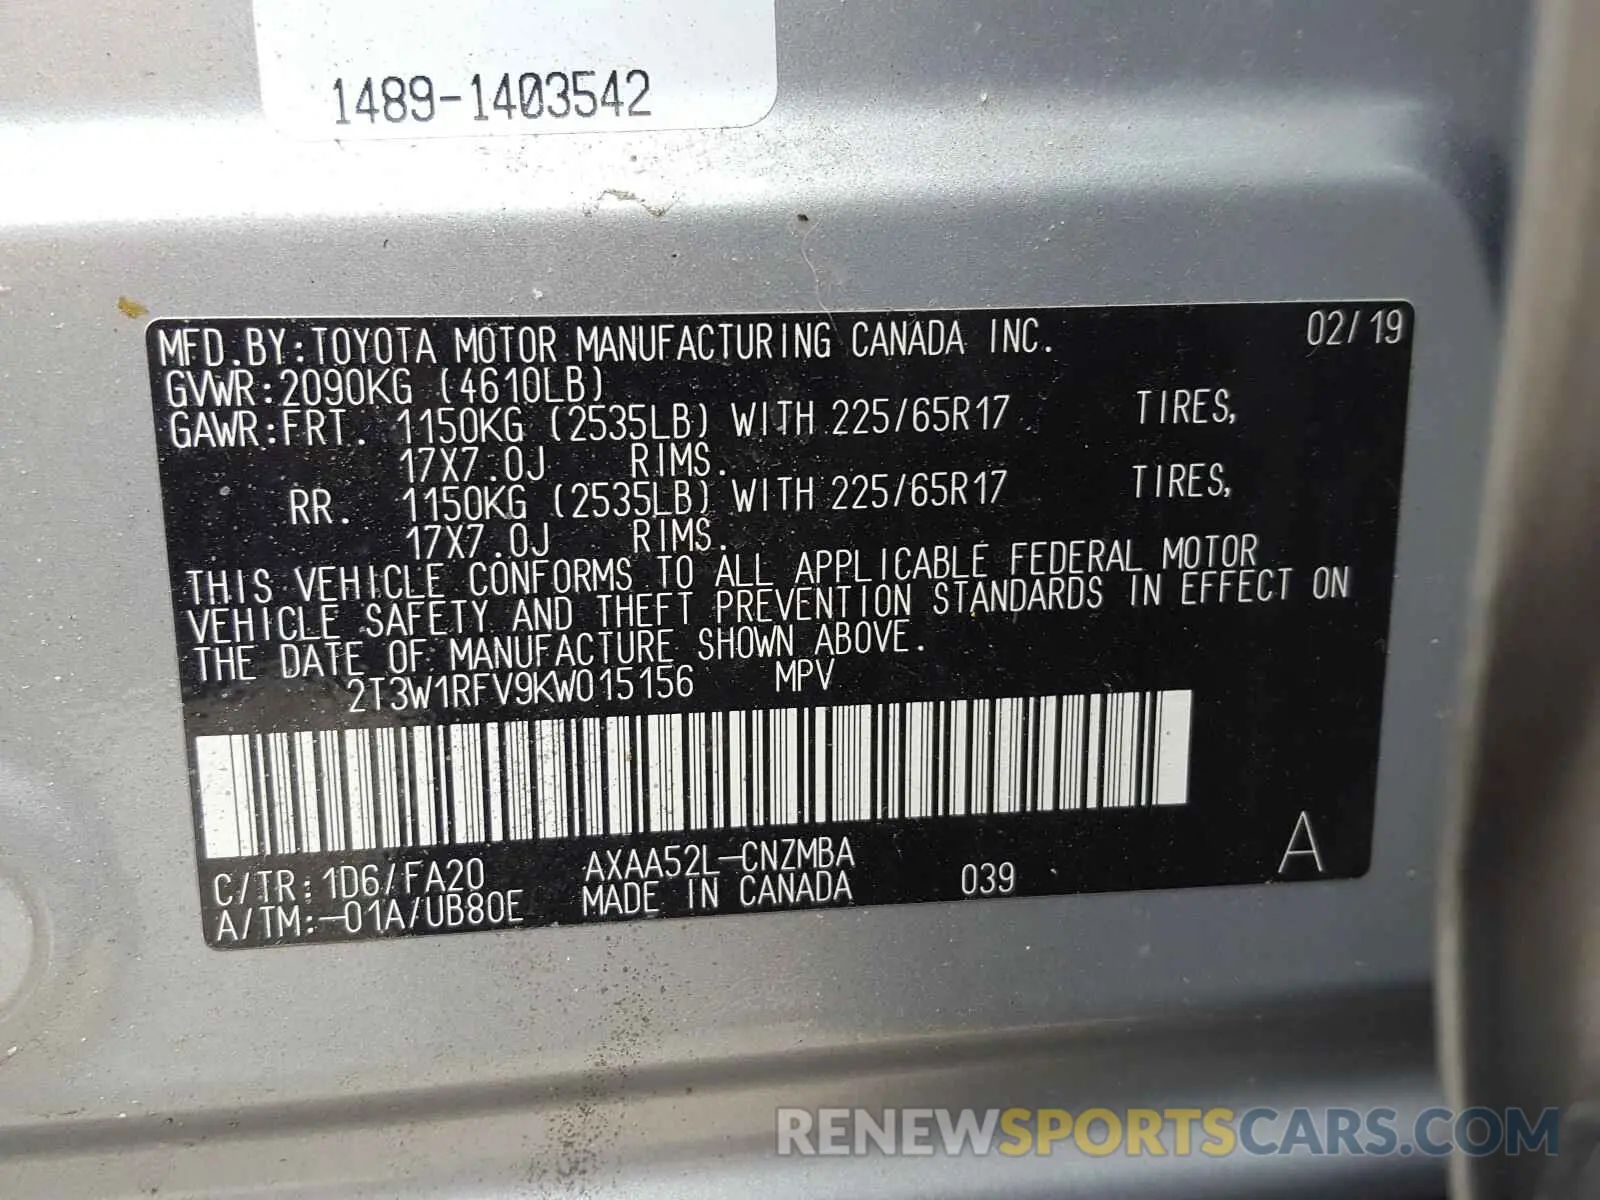 1489-1403542
MFD.BY:TOYOTA MOTOR MANUFACTURING CANADA INC. 02/19
GVWR:2090KG (4610LB)
GAWR:FRT. 1150KG (2535LB) WITH 225/65R17 TIRES,
17X7.0J RIMS.
RR. 1150KG (2535LB) WITH 225/65R17 TIRES,
17X7.0J RIMS.
THIS VEHICLE CONFORMS TO ALL APPLICABLE FEDERAL MOTOR
VEHICLE SAFETY AND THEFT PREVENTION STANDARDS IN EFFECT ON
THE DATE OF MANUFACTURE SHOWN ABOVE.
2T3W1RFV9KW015156 MPV
C/TR:1D6/FA20 AXAA52L-CNZMBA
A/TM:-01A/UB80E MADE IN CANADA 039 A
RENEWSPORTSCARS.COM